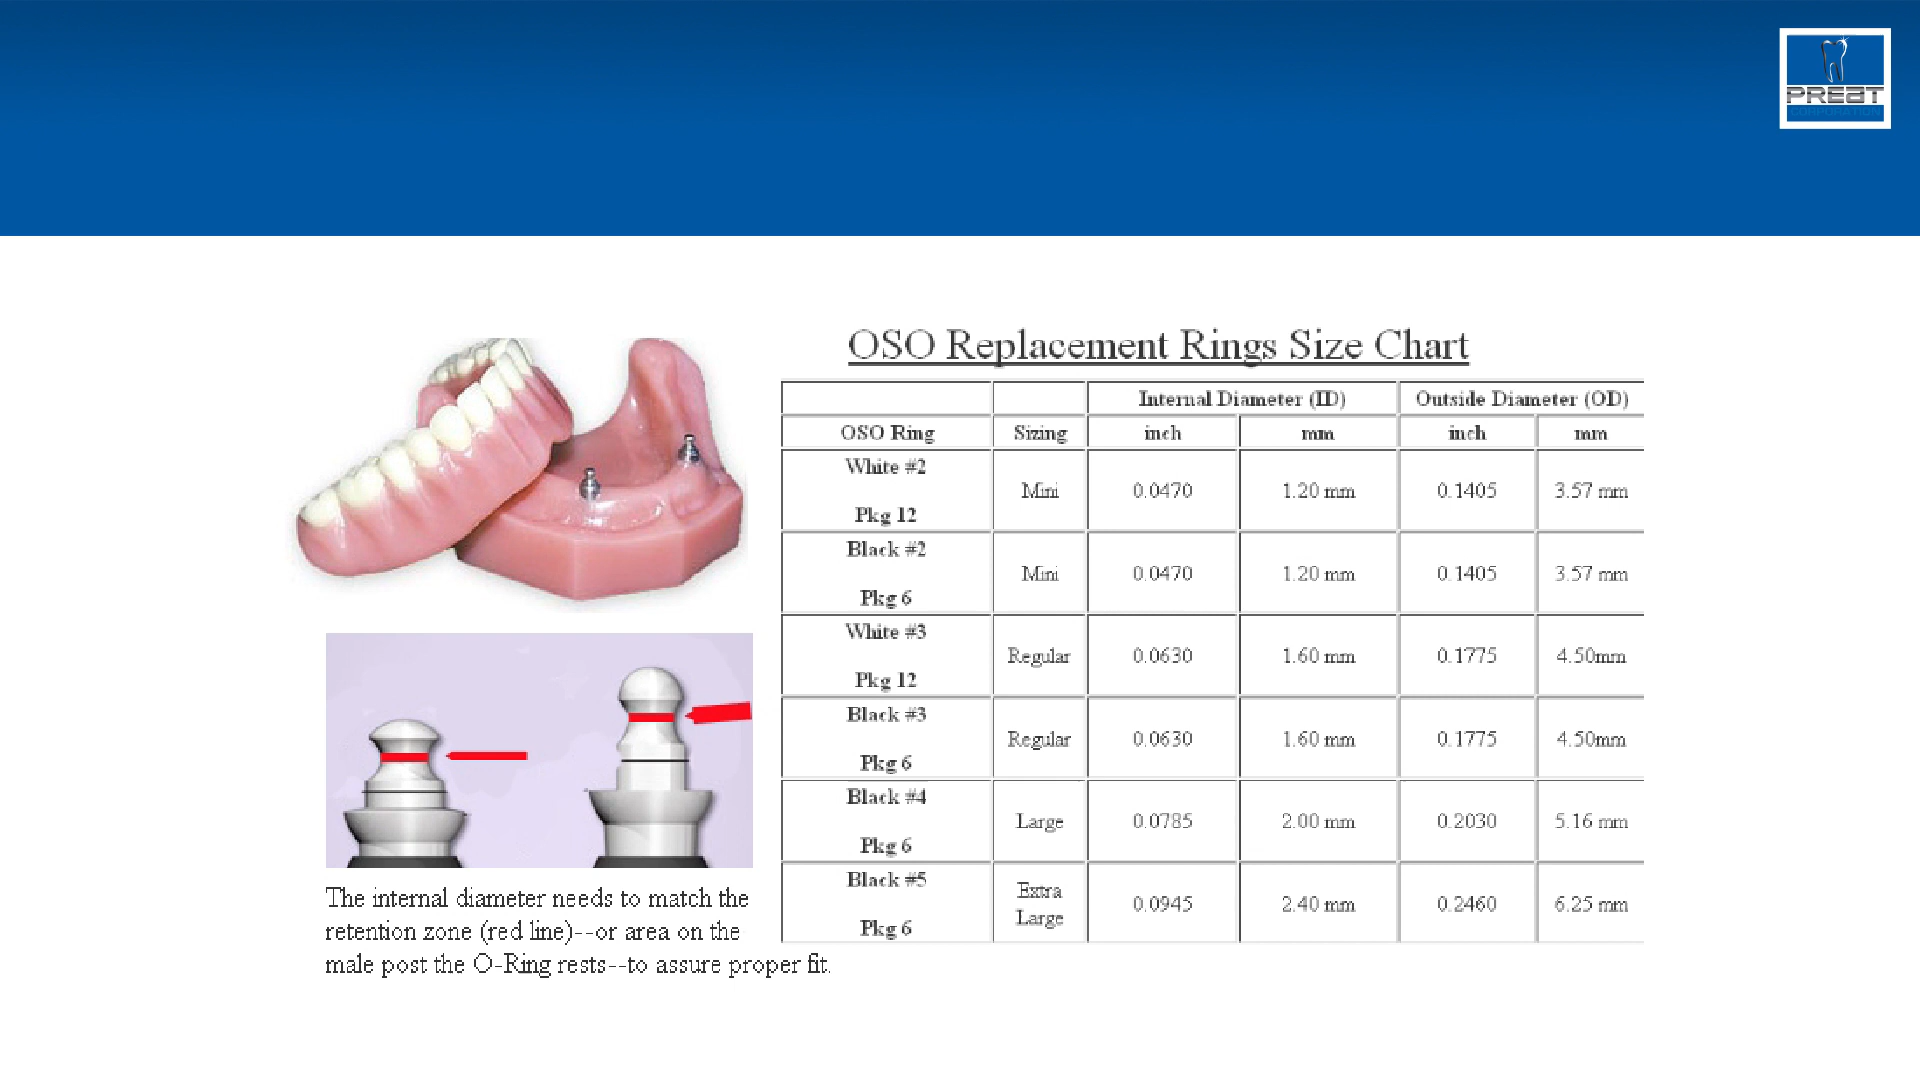 PREAT
OSO Replacement Rings Size Chart
Internal Diameter (ID) Outside Diameter (OD)
OSO Ring Sizing inch mm inch mm
White #2
Pkg 12
Mini 0.0470 1.20 mm 0.1405 3.57 mm
Black #2
Pkg 6
Mini 0.0470 1.20 mm 0.1405 3.57 mm
White #3
Pkg 12
Regular 0.0630 1.60 mm 0.1775 4.50mm
Black #3
Pkg 6
Regular 0.0630 1.60 mm 0.1775 4.50mm
Black #4
Pkg 6
Large 0.0785 2.00 mm 0.2030 5.16 mm
Black #5
Pkg 6
Extra
Large
0.0945 2.40 mm 0.2460 6.25 mm
The internal diameter needs to match the
retention zone (red line)--or area on the
male post the O-Ring rests--to assure proper fit.